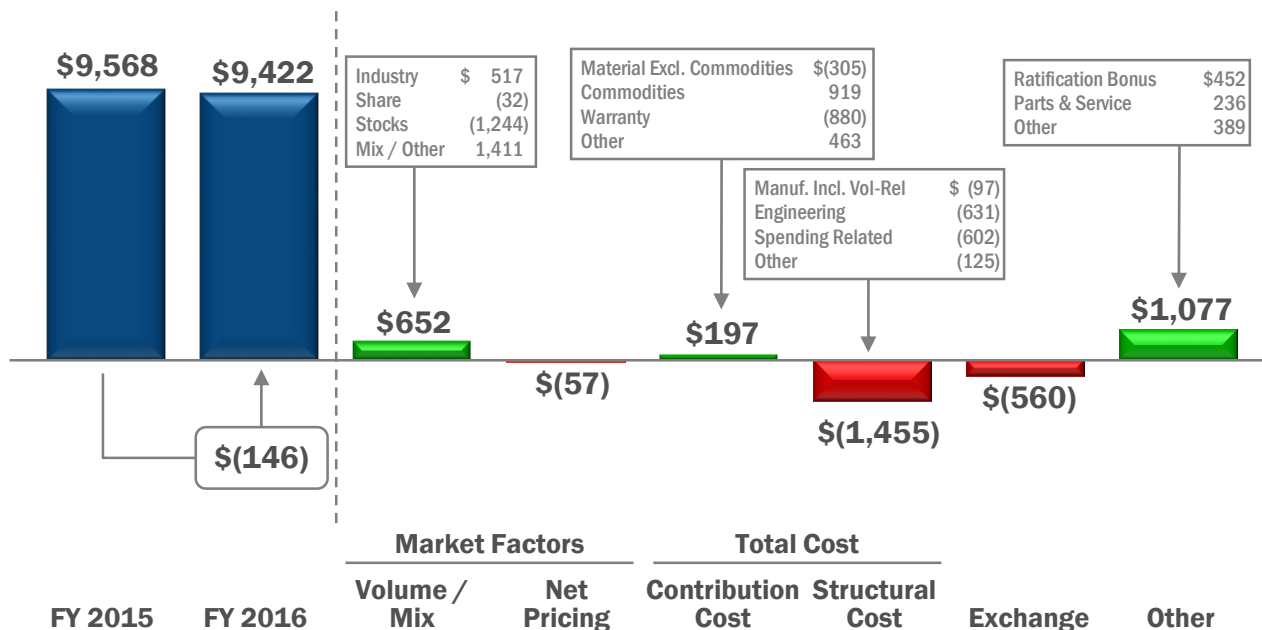 $9,568
$9,422
Industry $ 517
Share (32)
Stocks (1,244)
Mix / Other 1,411
Material Excl. Commodities $(305)
Commodities 919
Warranty (880)
Other 463
Ratification Bonus $452
Parts & Service 236
Other 389
Manuf. Incl. Vol-Rel $ (97)
Engineering (631)
Spending Related (602)
Other (125)
$652
$(57)
$197
$(1,455)
$(560)
$1,077
$(146)
Market Factors
Total Cost
FY 2015
FY 2016
Volume /
Mix
Net
Pricing
Contribution
Cost
Structural
Cost
Exchange
Other